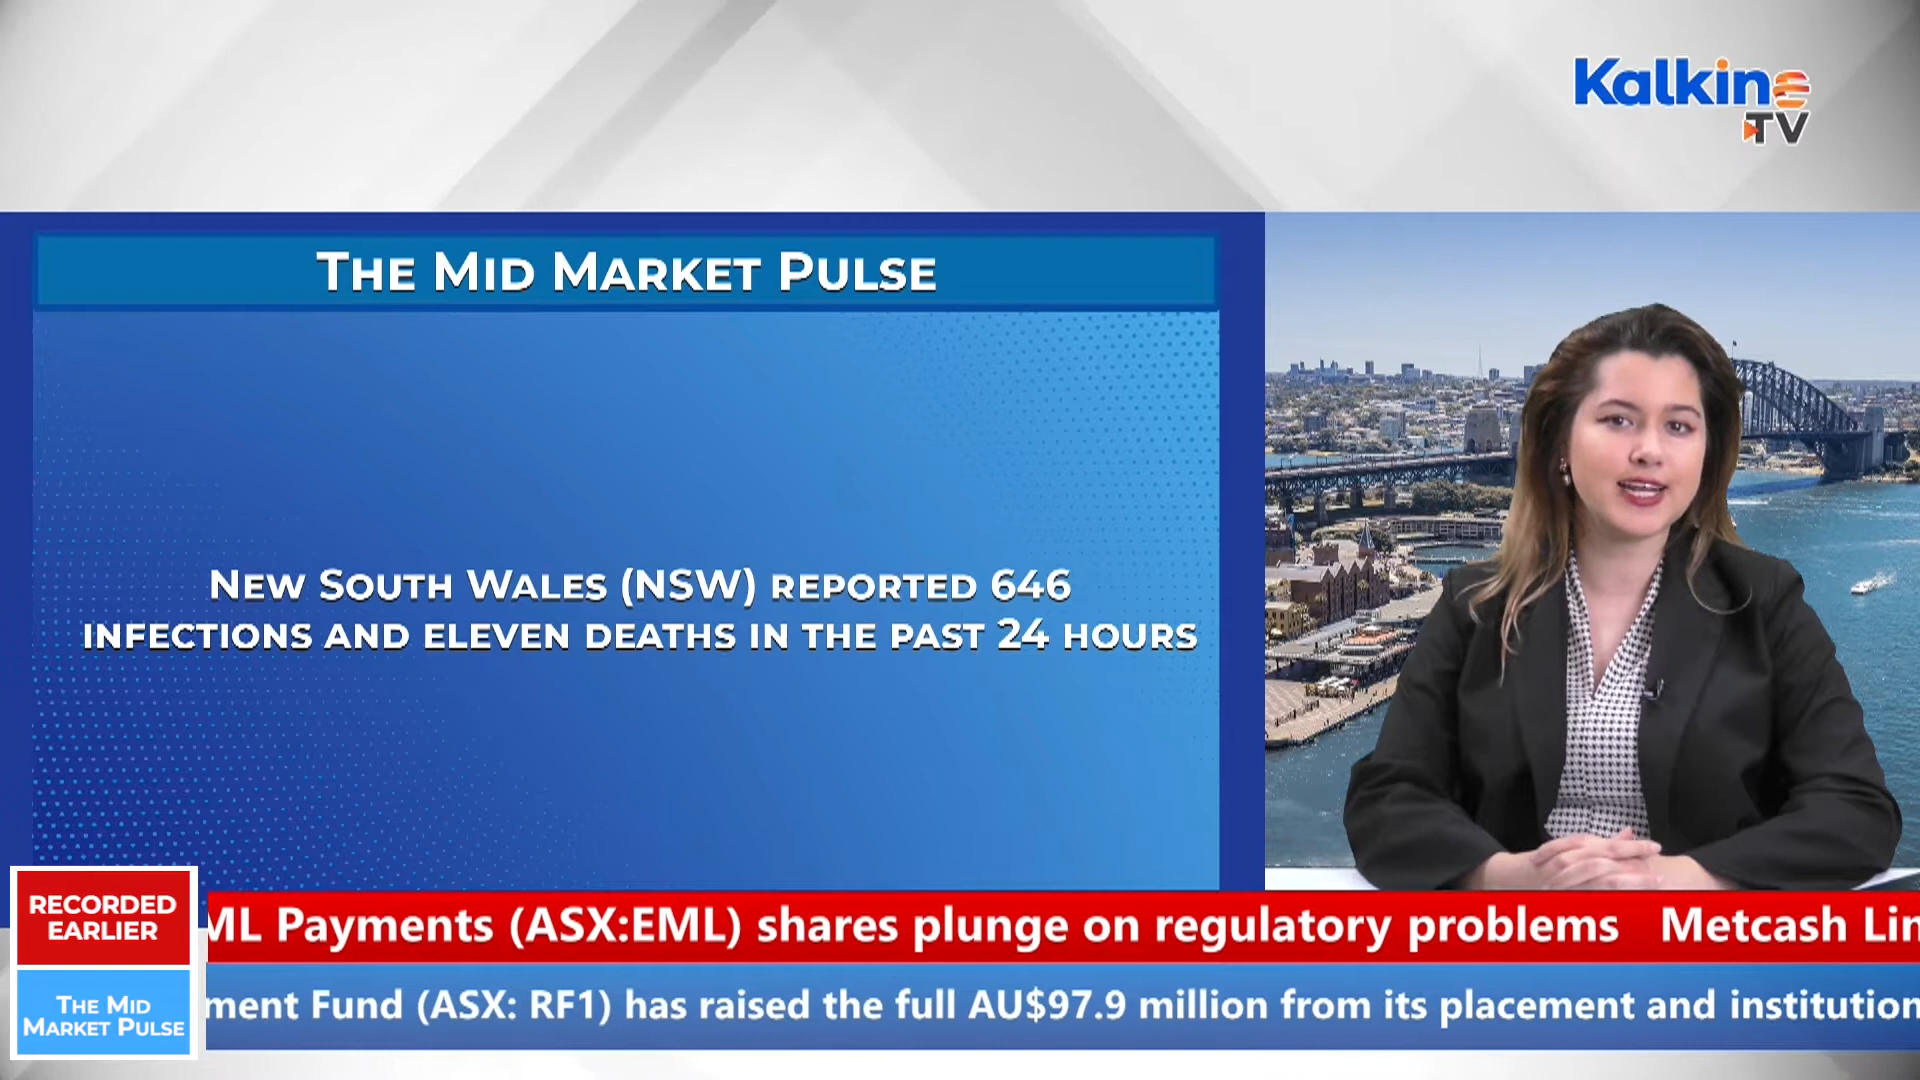 Kalkine
TV
THE MID MARKET PULSE
NEW SOUTH WALES (NSW) REPORTED 646
INFECTIONS AND ELEVEN DEATHS IN THE PAST 24 HOURS
RECORDED
EARLIER
ML Payments (ASX:EML) shares plunge on regulatory problems Metcash Lin
THE MID
MARKET PULSE
ment Fund (ASX: RF1) has raised the full AU$97.9 million from its placement and institution